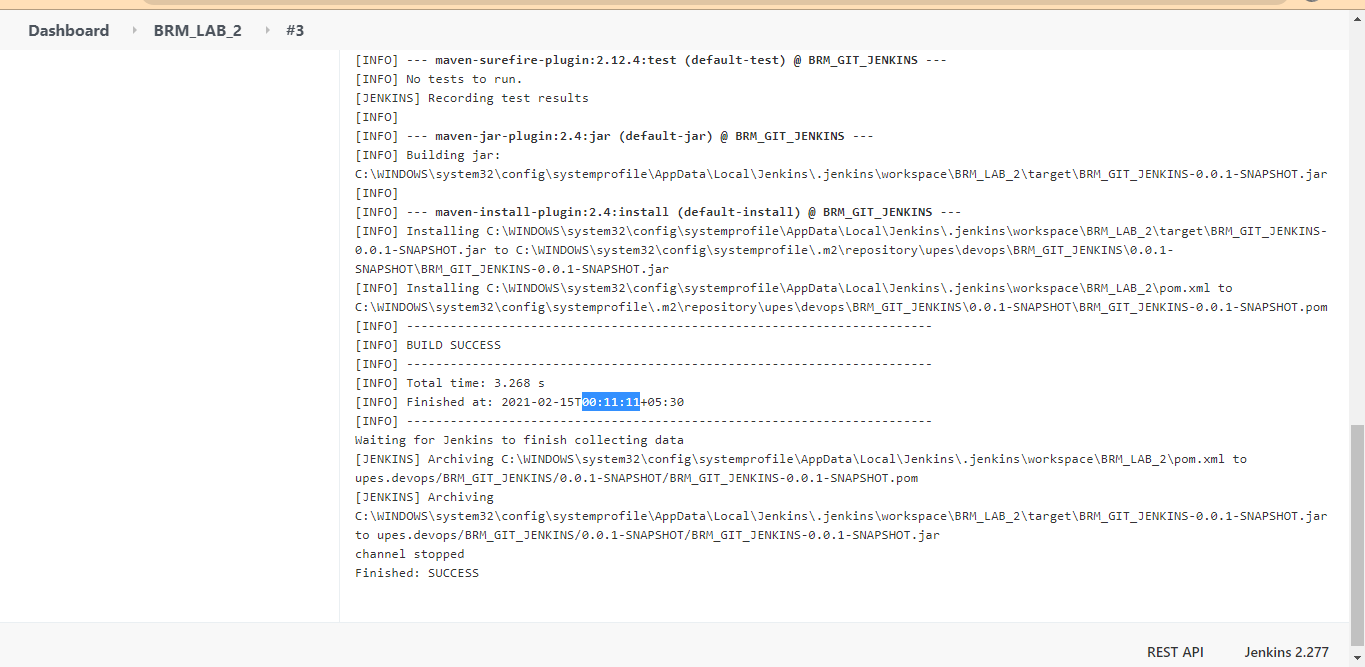 Dashboard BRM_LAB_2 #3
[INFO] --- maven-surefire-plugin:2.12.4:test (default-test) @ BRM_GIT_JENKINS ---
[INFO] No tests to run.
[JENKINS] Recording test results
[INFO]
[INFO] --- maven-jar-plugin:2.4:jar (default-jar) @ BRM_GIT_JENKINS ---
[INFO] Building jar:
C:\WINDOWS\system32\config\systemprofile\AppData\Local\Jenkins\.jenkins\workspace\BRM_LAB_2\target\BRM_GIT_JENKINS-0.0.1-SNAPSHOT.jar
[INFO]
[INFO] --- maven-install-plugin:2.4:install (default-install) @ BRM_GIT_JENKINS ---
[INFO] Installing C:\WINDOWS\system32\config\systemprofile\AppData\Local\Jenkins\.jenkins\workspace\BRM_LAB_2\target\BRM_GIT_JENKINS-
0.0.1-SNAPSHOT.jar to C:\WINDOWS\system32\config\systemprofile\.m2\repository\upes\devops\BRM_GIT_JENKINS\0.0.1-
SNAPSHOT\BRM_GIT_JENKINS-0.0.1-SNAPSHOT.jar
[INFO] Installing C:\WINDOWS\system32\config\systemprofile\AppData\Local\Jenkins\.jenkins\workspace\BRM_LAB_2\pom.xml to
C:\WINDOWS\system32\config\systemprofile\.m2\repository\upes\devops\BRM_GIT_JENKINS\0.0.1-SNAPSHOT\BRM_GIT_JENKINS-0.0.1-SNAPSHOT.pom
[INFO] ------------------------------------------------------------------------
[INFO] BUILD SUCCESS
[INFO] ------------------------------------------------------------------------
[INFO] Total time: 3.268 s
[INFO] Finished at: 2021-02-15T00:11:11+05:30
[INFO] ------------------------------------------------------------------------
Waiting for Jenkins to finish collecting data
[JENKINS] Archiving C:\WINDOWS\system32\config\systemprofile\AppData\Local\Jenkins\.jenkins\workspace\BRM_LAB_2\pom.xml to
upes.devops/BRM_GIT_JENKINS/0.0.1-SNAPSHOT/BRM_GIT_JENKINS-0.0.1-SNAPSHOT.pom
[JENKINS] Archiving
C:\WINDOWS\system32\config\systemprofile\AppData\Local\Jenkins\.jenkins\workspace\BRM_LAB_2\target\BRM_GIT_JENKINS-0.0.1-SNAPSHOT.jar
to upes.devops/BRM_GIT_JENKINS/0.0.1-SNAPSHOT/BRM_GIT_JENKINS-0.0.1-SNAPSHOT.jar
channel stopped
Finished: SUCCESS
REST API Jenkins 2.277